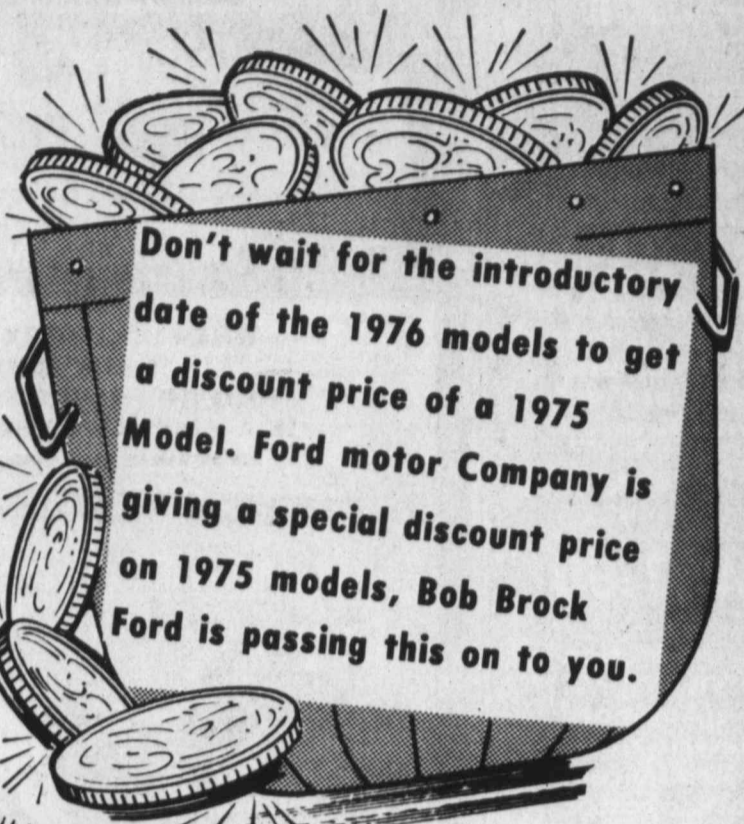 Don't wait for the introductory
date of the 1976 models to get
a discount price of a 1975
Model. Ford motor Company is
giving a special discount price
on 1975 models, Bob Brock
Ford is passing this on to you.